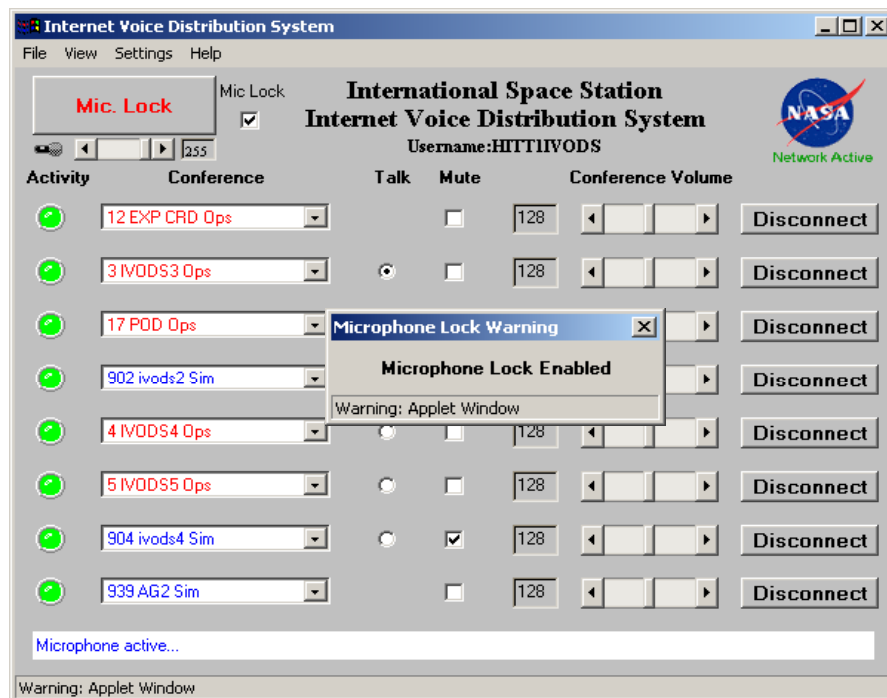 Internet Voice Distribution System
File View Settings Help
Mic. Lock
Mic Lock
International Space Station
Internet Voice Distribution System
Username:HITT1IVODS
NASA
Network Active
255
Activity Conference Talk Mute Conference Volume
12 EXP CRD Ops 128 Disconnect
3 IVODS3 Ops 128 Disconnect
17 POD Ops Disconnect
Microphone Lock Warning
Microphone Lock Enabled
Warning: Applet Window
902 ivods2 Sim Disconnect
4 IVODS4 Ops 128 Disconnect
5 IVODS5 Ops 128 Disconnect
904 ivods4 Sim 128 Disconnect
939 AG2 Sim 128 Disconnect
Microphone active...
Warning: Applet Window